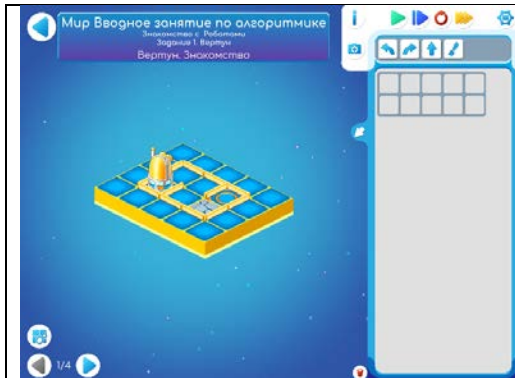 Мир Вводное занятие по алгоритмике
Знакомство с Роботами
Задание 1. Вертун
Вертун. Знакомство
1/4